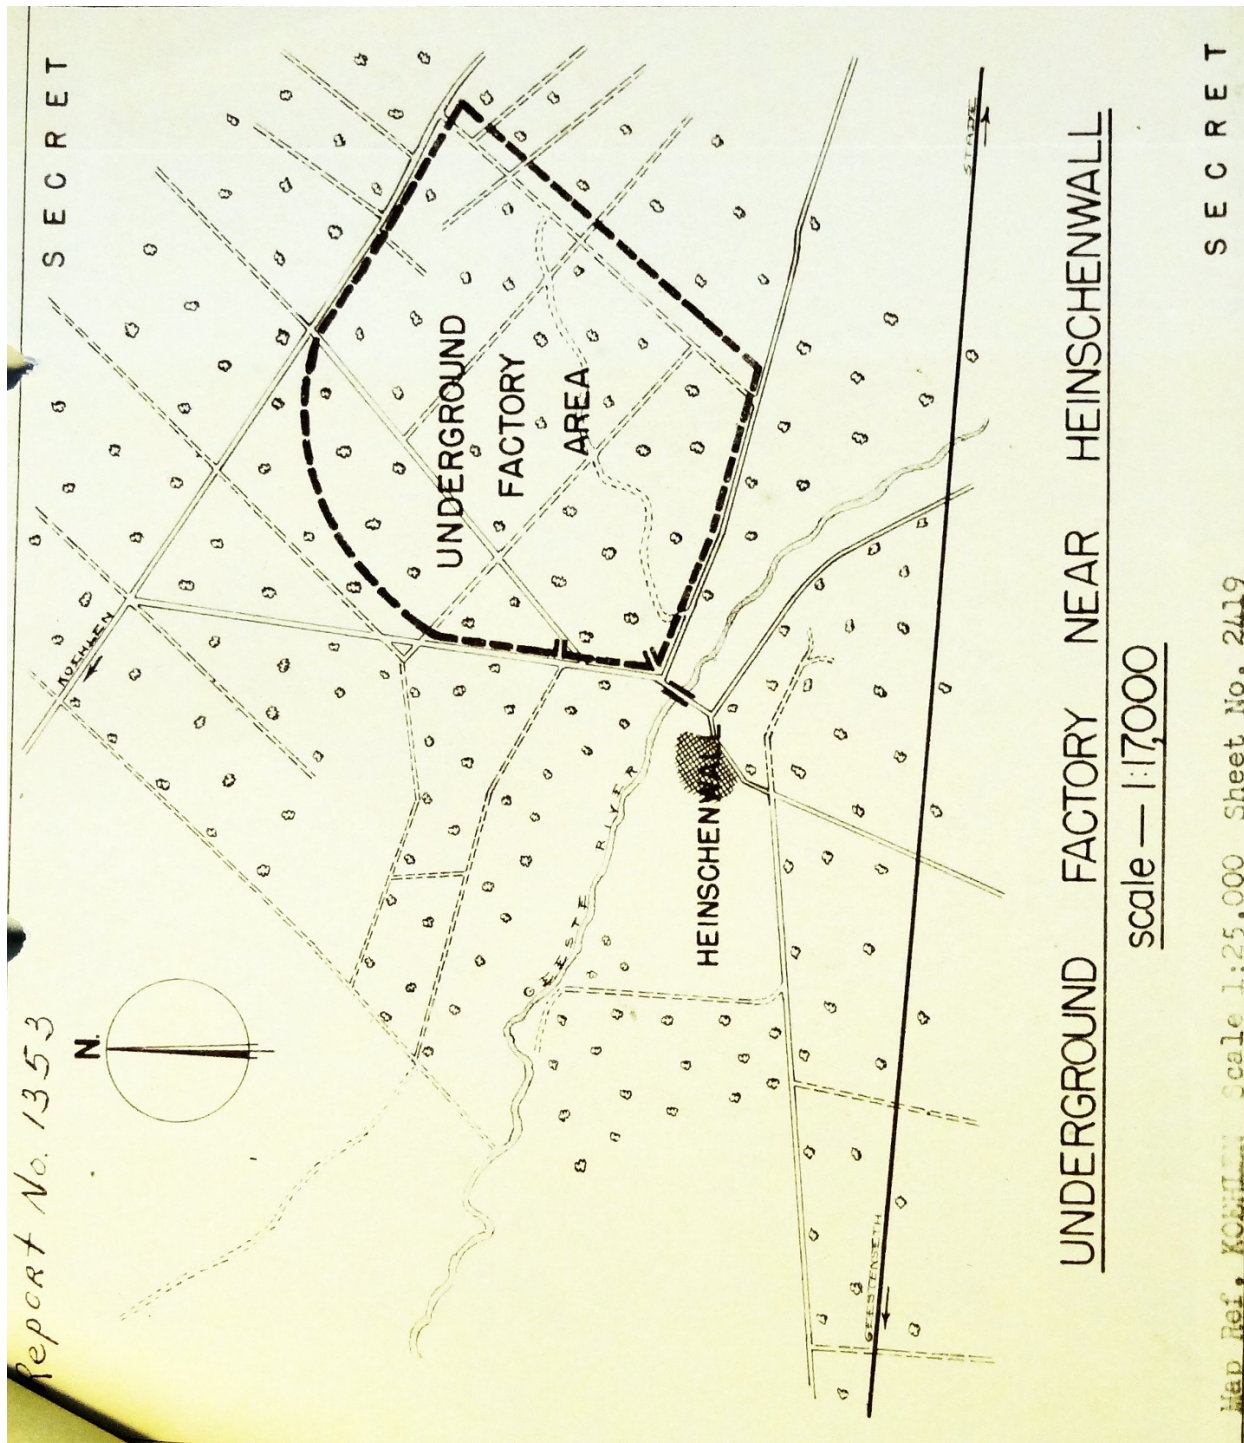 Report No. 1353
SECRET
N.
KOEHLEN
UNDERGROUND
FACTORY
AREA
GEESTE RIVER
HEINSCHENWALL
GEESTENSETH
STADE
UNDERGROUND FACTORY NEAR HEINSCHENWALL
scale — 1:17,000
Map Ref. KOEHLEN Scale 1:25,000 Sheet No. 2419
SECRET